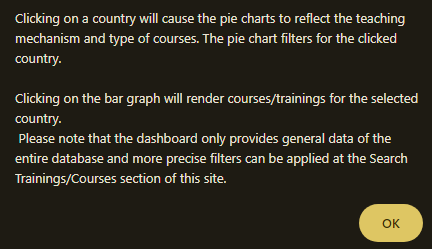 Clicking on a country will cause the pie charts to reflect the teaching
mechanism and type of courses. The pie chart filters for the clicked
country.
Clicking on the bar graph will render courses/trainings for the selected
country.
Please note that the dashboard only provides general data of the
entire database and more precise filters can be applied at the Search
Trainings/Courses section of this site.
OK